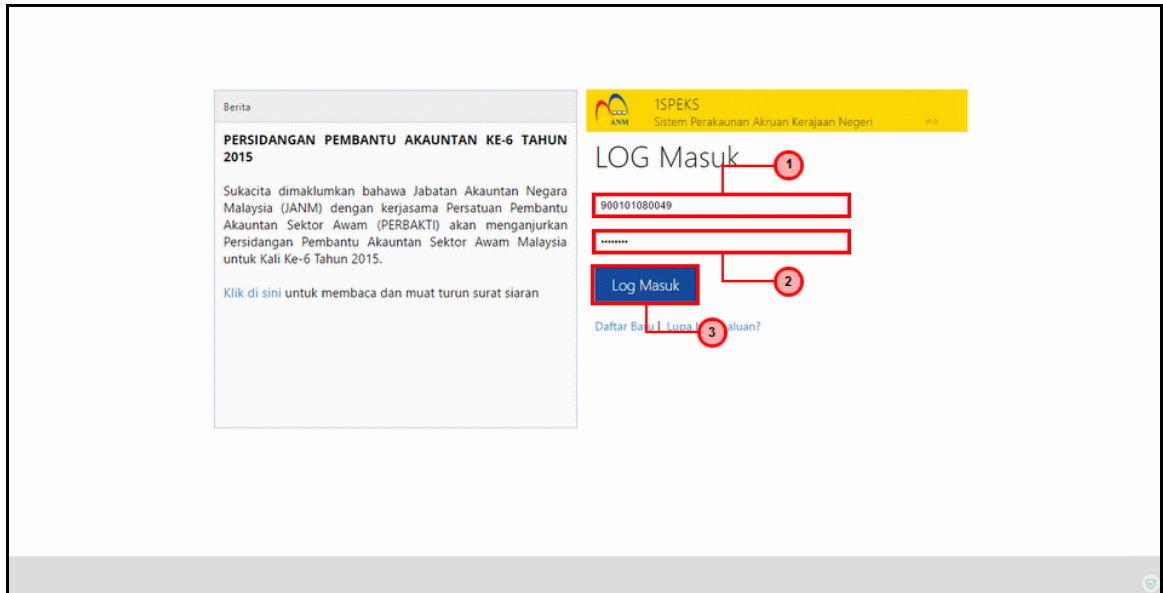 Berita
PERSIDANGAN PEMBANTU AKAUNTAN KE-6 TAHUN
2015
Sukacita dimaklumkan bahawa Jabatan Akauntan Negara
Malaysia (JANM) dengan kerjasama Persatuan Pembantu
Akauntan Sektor Awam (PERBAKTI) akan menganjurkan
Persidangan Pembantu Akauntan Sektor Awam Malaysia
untuk Kali Ke-6 Tahun 2015.
Klik di sini untuk membaca dan muat turun surat siaran
ANM
1SPEKS
Sistem Perakaunan Akruan Kerajaan Negeri
V1.0
LOG Masuk
1
900101080049
••••••••
Log Masuk
2
Daftar Baru | Lupa
3